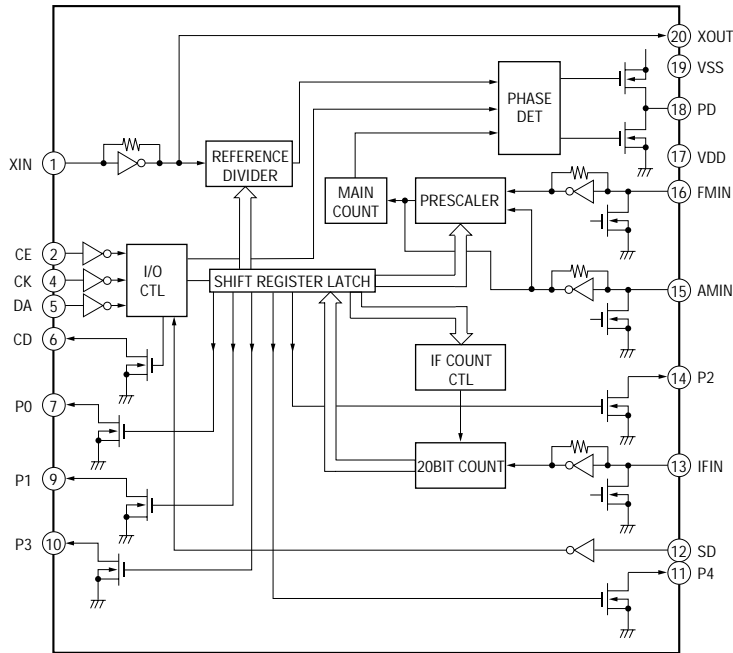 20 XOUT
19 VSS
PHASE
DET
18 PD
XIN 1
REFERENCE
DIVIDER
17 VDD
MAIN
COUNT
PRESCALER
16 FMIN
CE 2
I/O
CTL
CK 4
SHIFT REGISTER LATCH
15 AMIN
DA 5
CD 6
IF COUNT
CTL
14 P2
P0 7
20BIT COUNT
13 IFIN
P1 9
P3 10
12 SD
11 P4